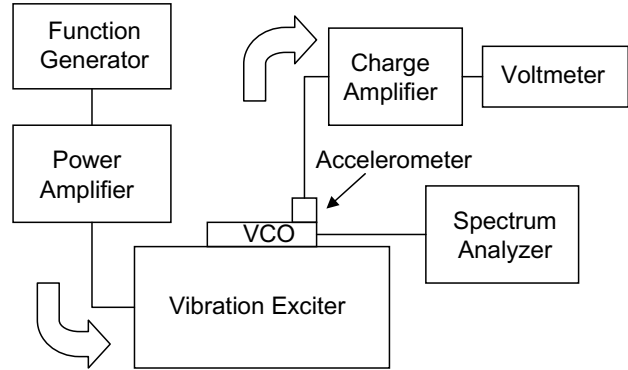 Function
Generator
Charge
Amplifier
Voltmeter
Power
Amplifier
Accelerometer
VCO
Spectrum
Analyzer
Vibration Exciter